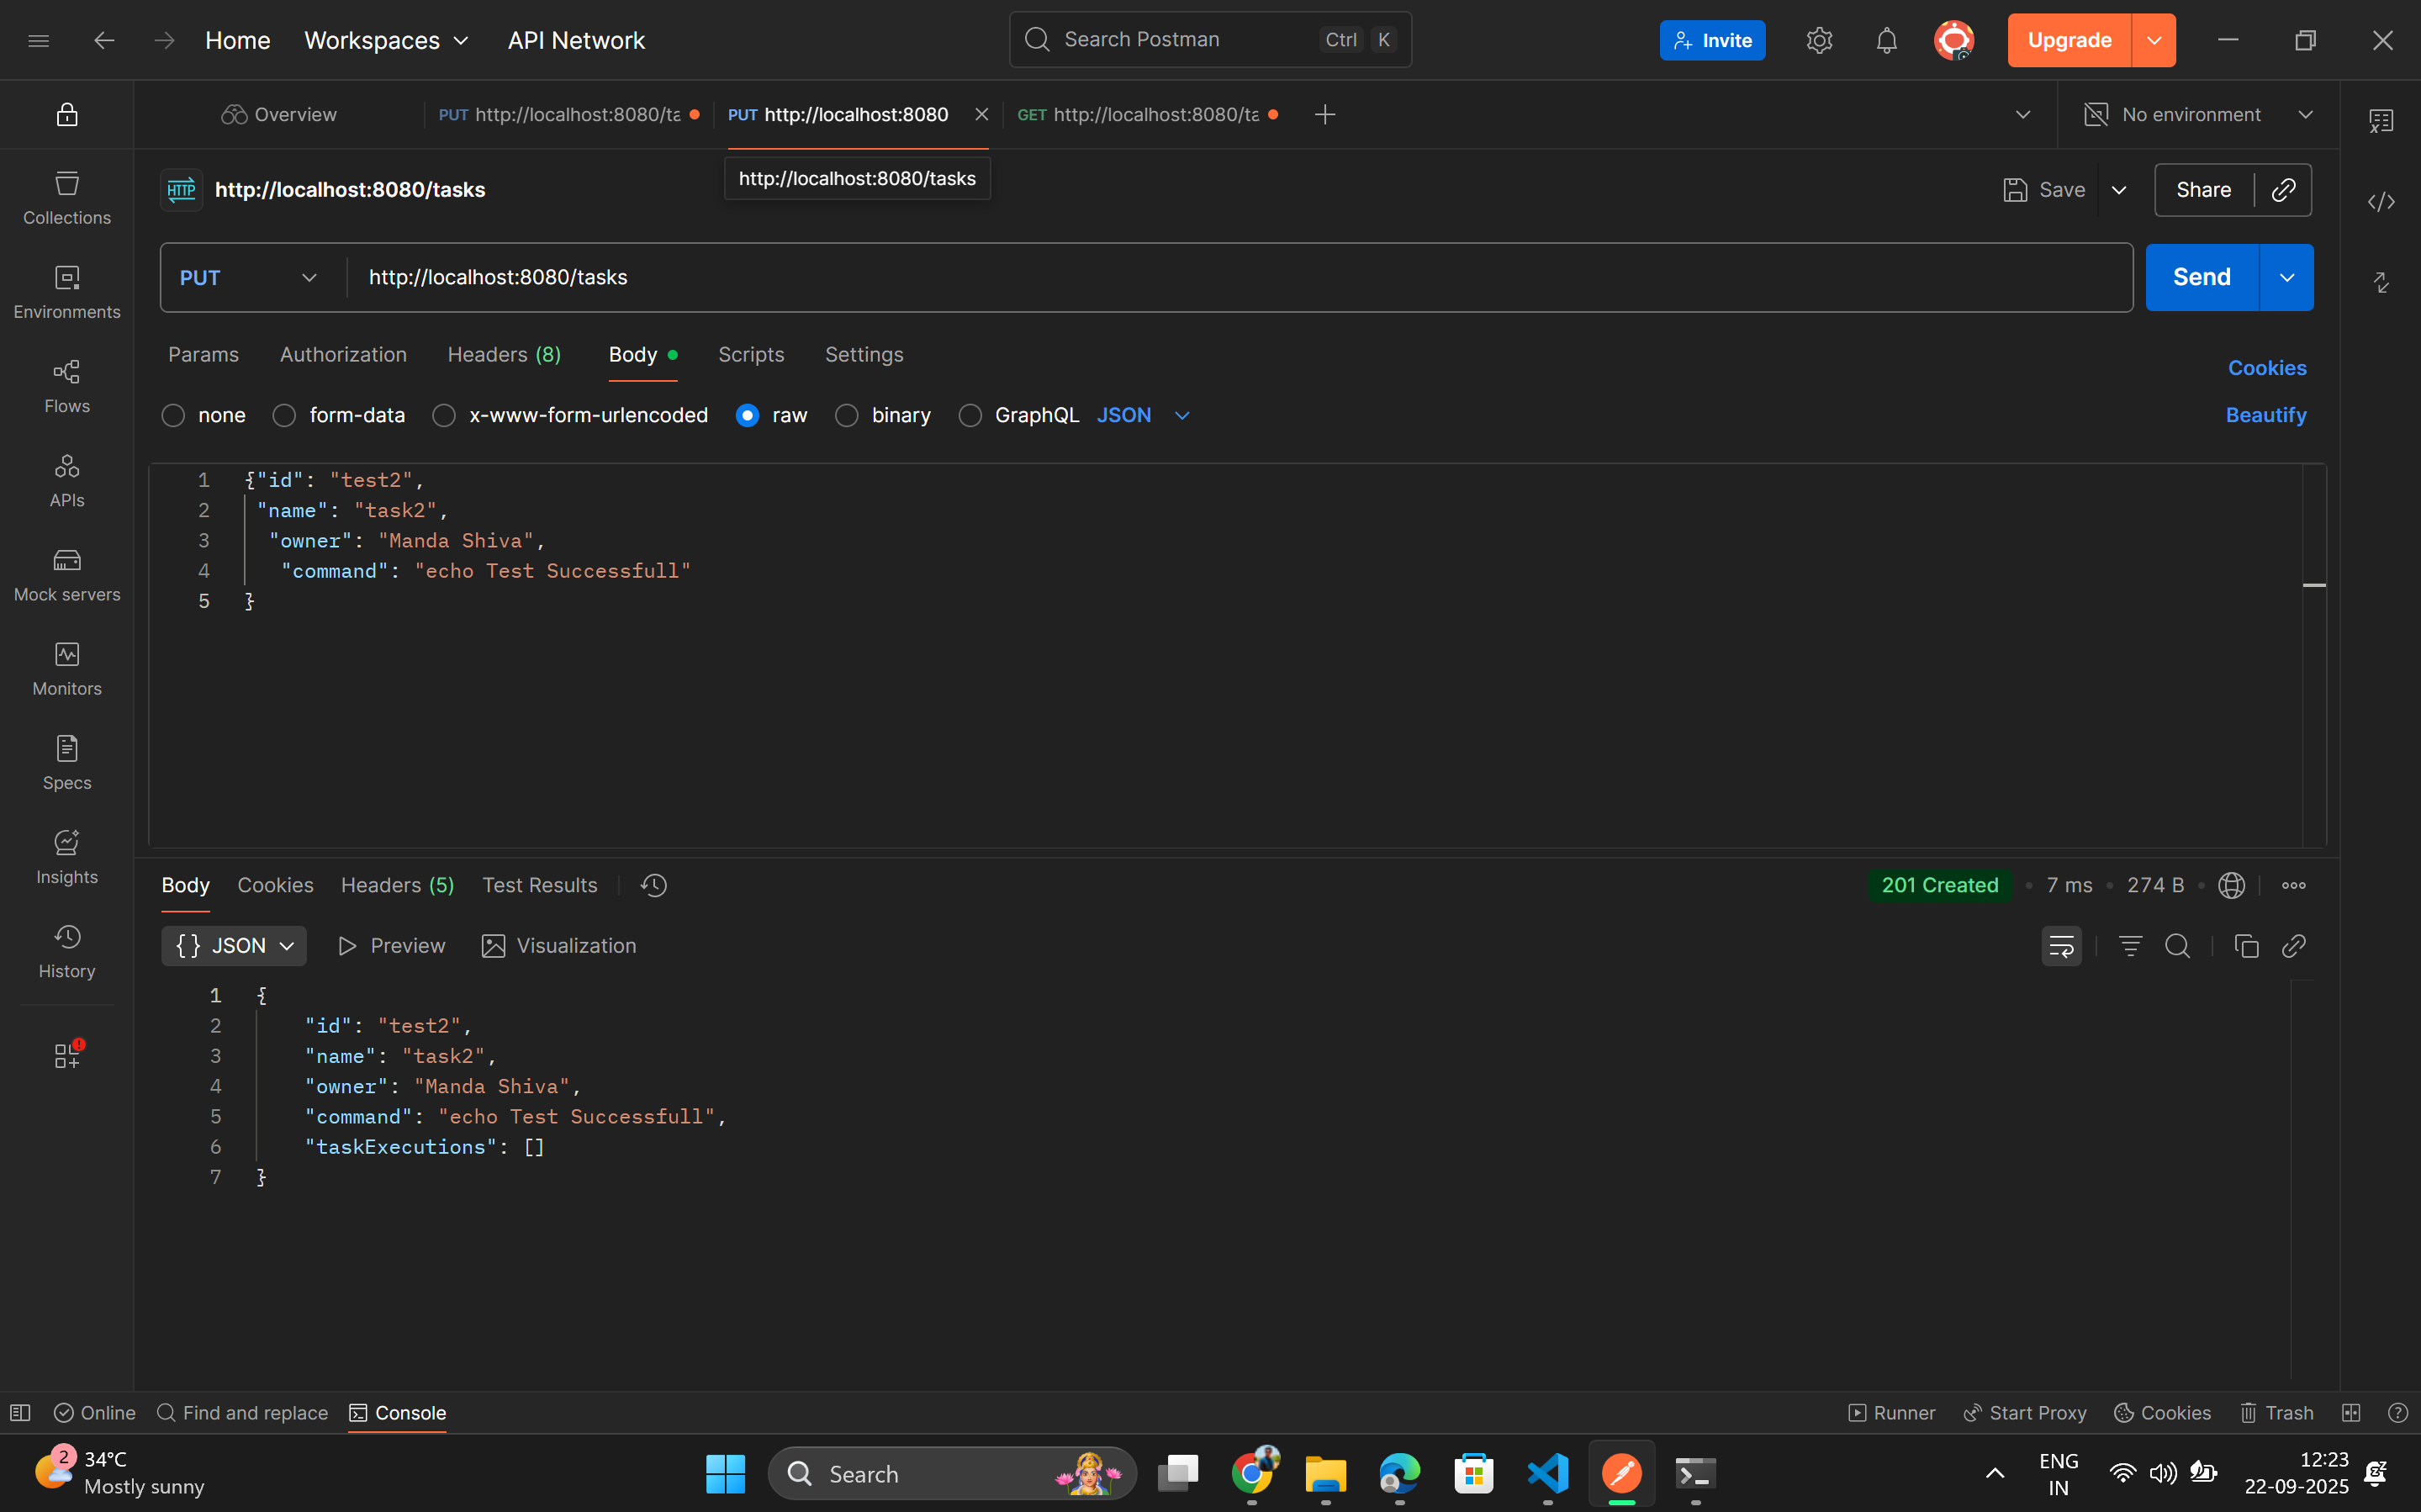 Home Workspaces API Network Search Postman Ctrl K Invite Upgrade
Overview PUT http://localhost:8080/ta PUT http://localhost:8080 GET http://localhost:8080/ta No environment
HTTP http://localhost:8080/tasks http://localhost:8080/tasks Save Share
PUT http://localhost:8080/tasks Send
Params Authorization Headers (8) Body Scripts Settings Cookies
none form-data x-www-form-urlencoded raw binary GraphQL JSON Beautify
Collections
Environments
Flows
APIs
Mock servers
Monitors
Specs
Insights
History
1 {"id": "test2",
2 "name": "task2",
3 "owner": "Manda Shiva",
4 "command": "echo Test Successfull"
5 }
Body Cookies Headers (5) Test Results 201 Created • 7 ms • 274 B •
{} JSON Preview Visualization
1 {
2 "id": "test2",
3 "name": "task2",
4 "owner": "Manda Shiva",
5 "command": "echo Test Successfull",
6 "taskExecutions": []
7 }
Online Find and replace Console Runner Start Proxy Cookies Trash
2 34°C
Mostly sunny
Search
ENG
IN
12:23
22-09-2025